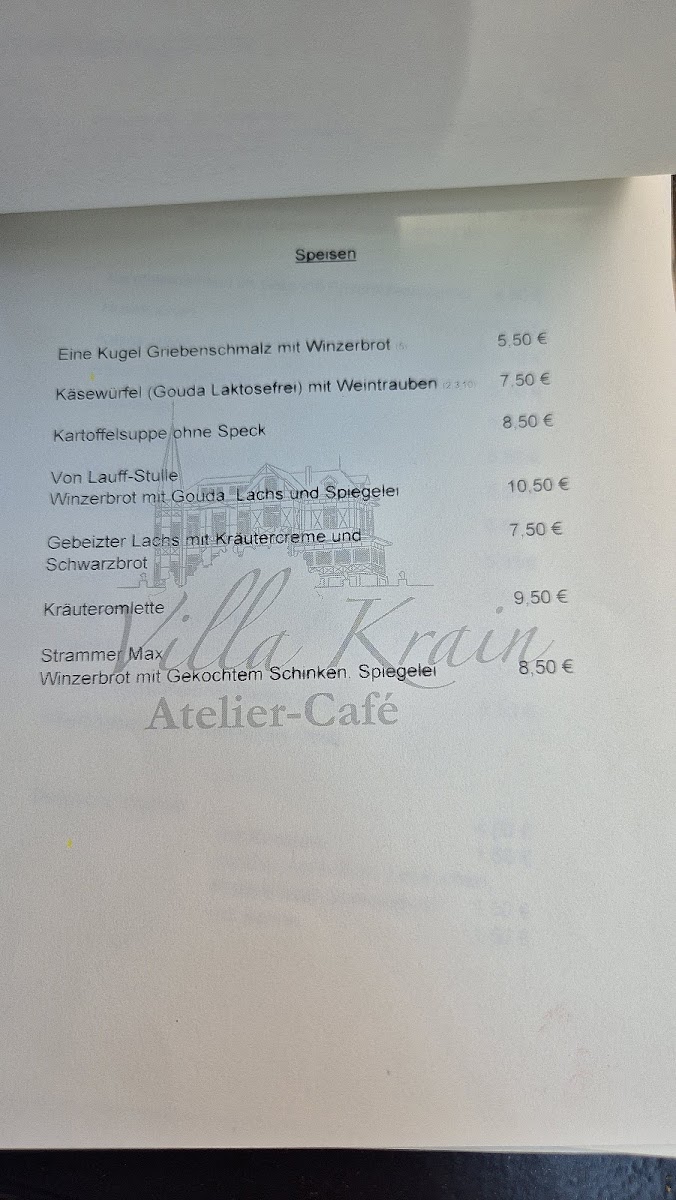 Speisen
Eine Kugel Griebenschmalz mit Winzerbrot 5,50 €
Käsewürfel (Gouda Laktosefrei) mit Weintrauben 7,50 €
Kartoffelsuppe ohne Speck 8,50 €
Von Lauff-Stulle
Winzerbrot mit Gouda, Lachs und Spiegelei 10,50 €
Gebeizter Lachs mit Kräutercreme und 7,50 €
Schwarzbrot
Kräuteromlette 9,50 €
Strammer Max
Winzerbrot mit Gekochtem Schinken, Spiegelei 8,50 €
Villa Krain
Atelier-Café